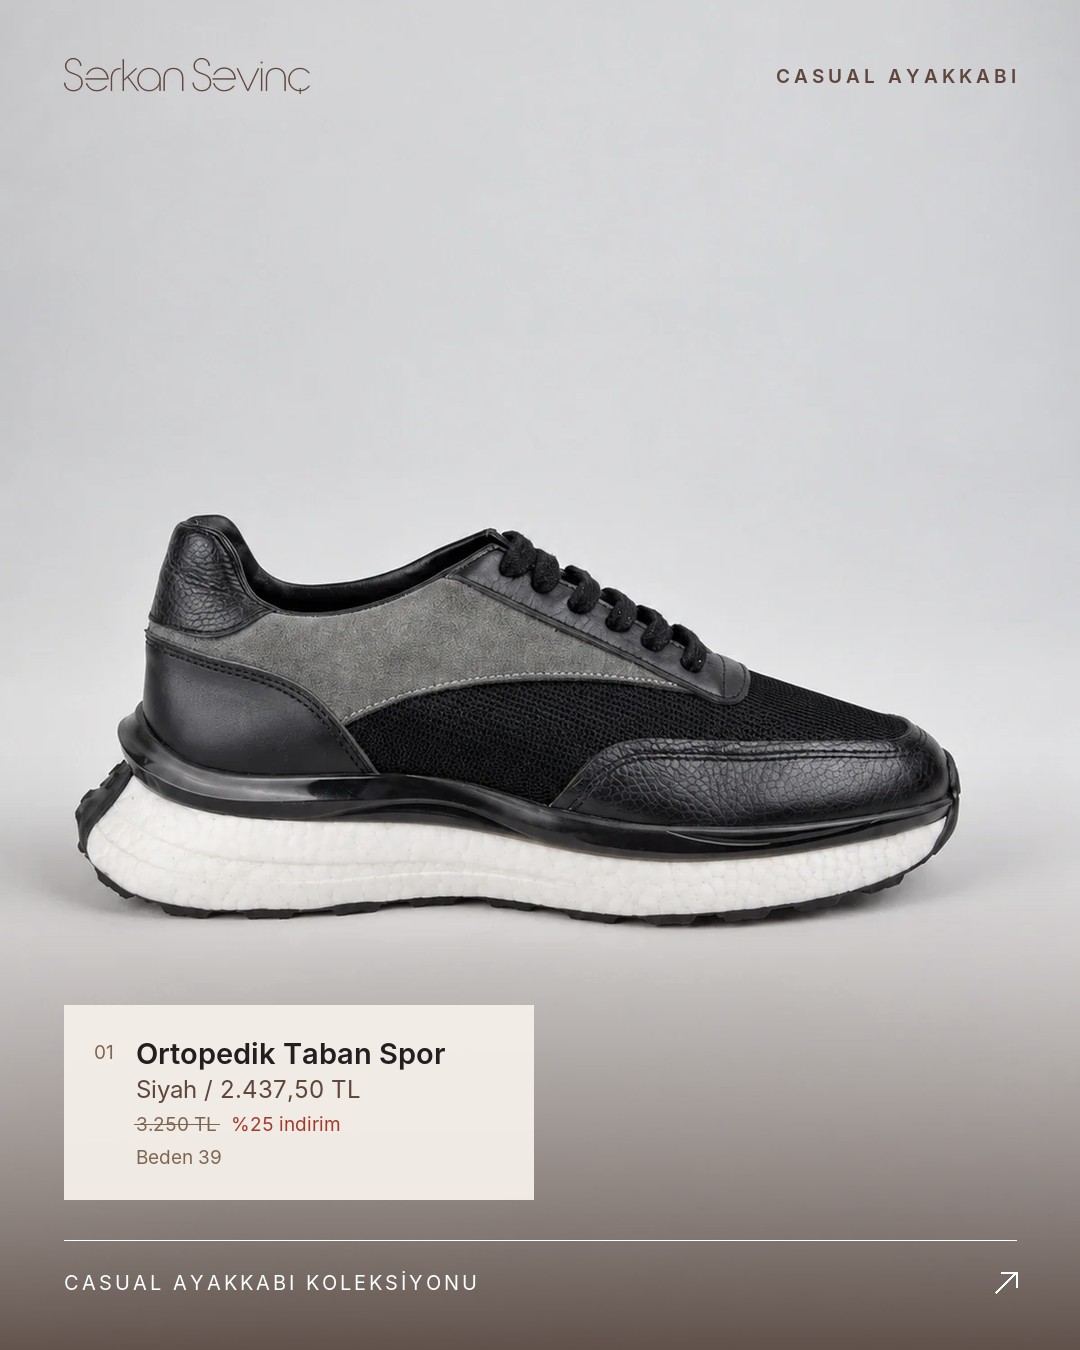 Serkan Sevinç
CASUAL AYAKKABI
01
Ortopedik Taban Spor
Siyah / 2.437,50 TL
3.250 TL %25 indirim
Beden 39
CASUAL AYAKKABI KOLEKSİYONU